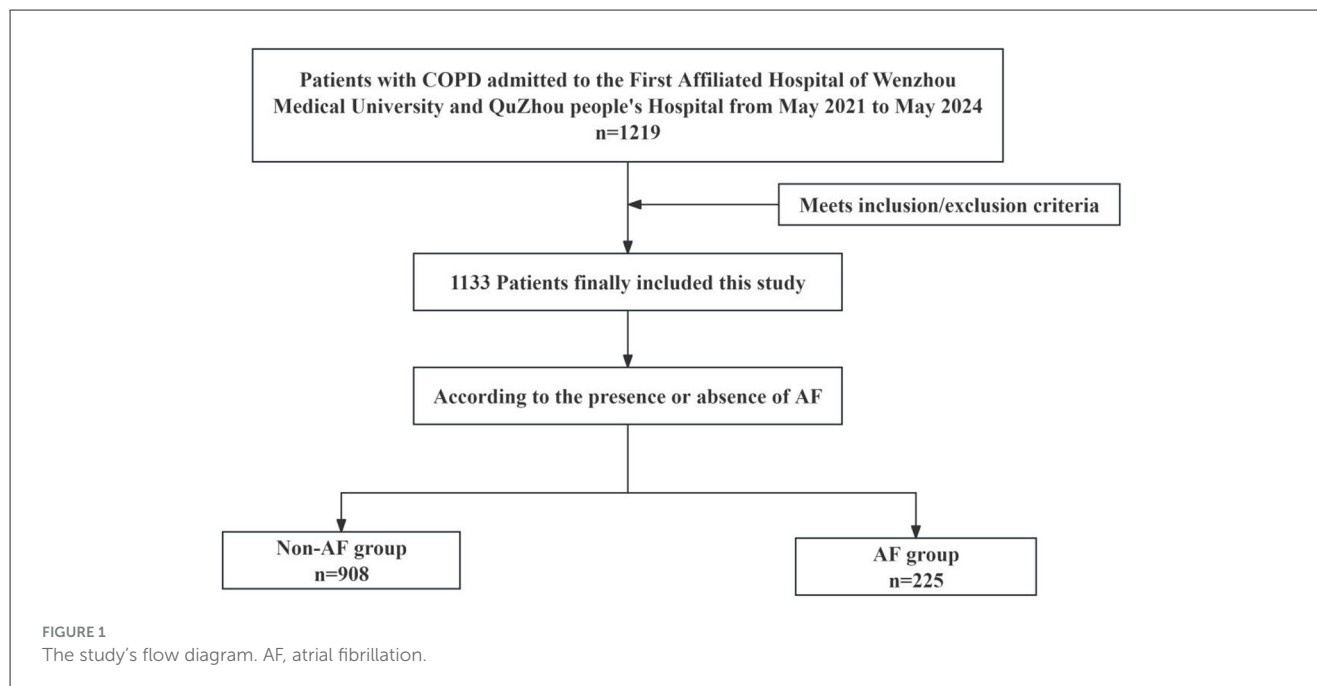 Patients with COPD admitted to the First Affiliated Hospital of Wenzhou
Medical University and QuZhou people's Hospital from May 2021 to May 2024
n=1219
Meets inclusion/exclusion criteria
1133 Patients finally included this study
According to the presence or absence of AF
Non-AF group
n=908
AF group
n=225
FIGURE 1
The study's flow diagram. AF, atrial fibrillation.